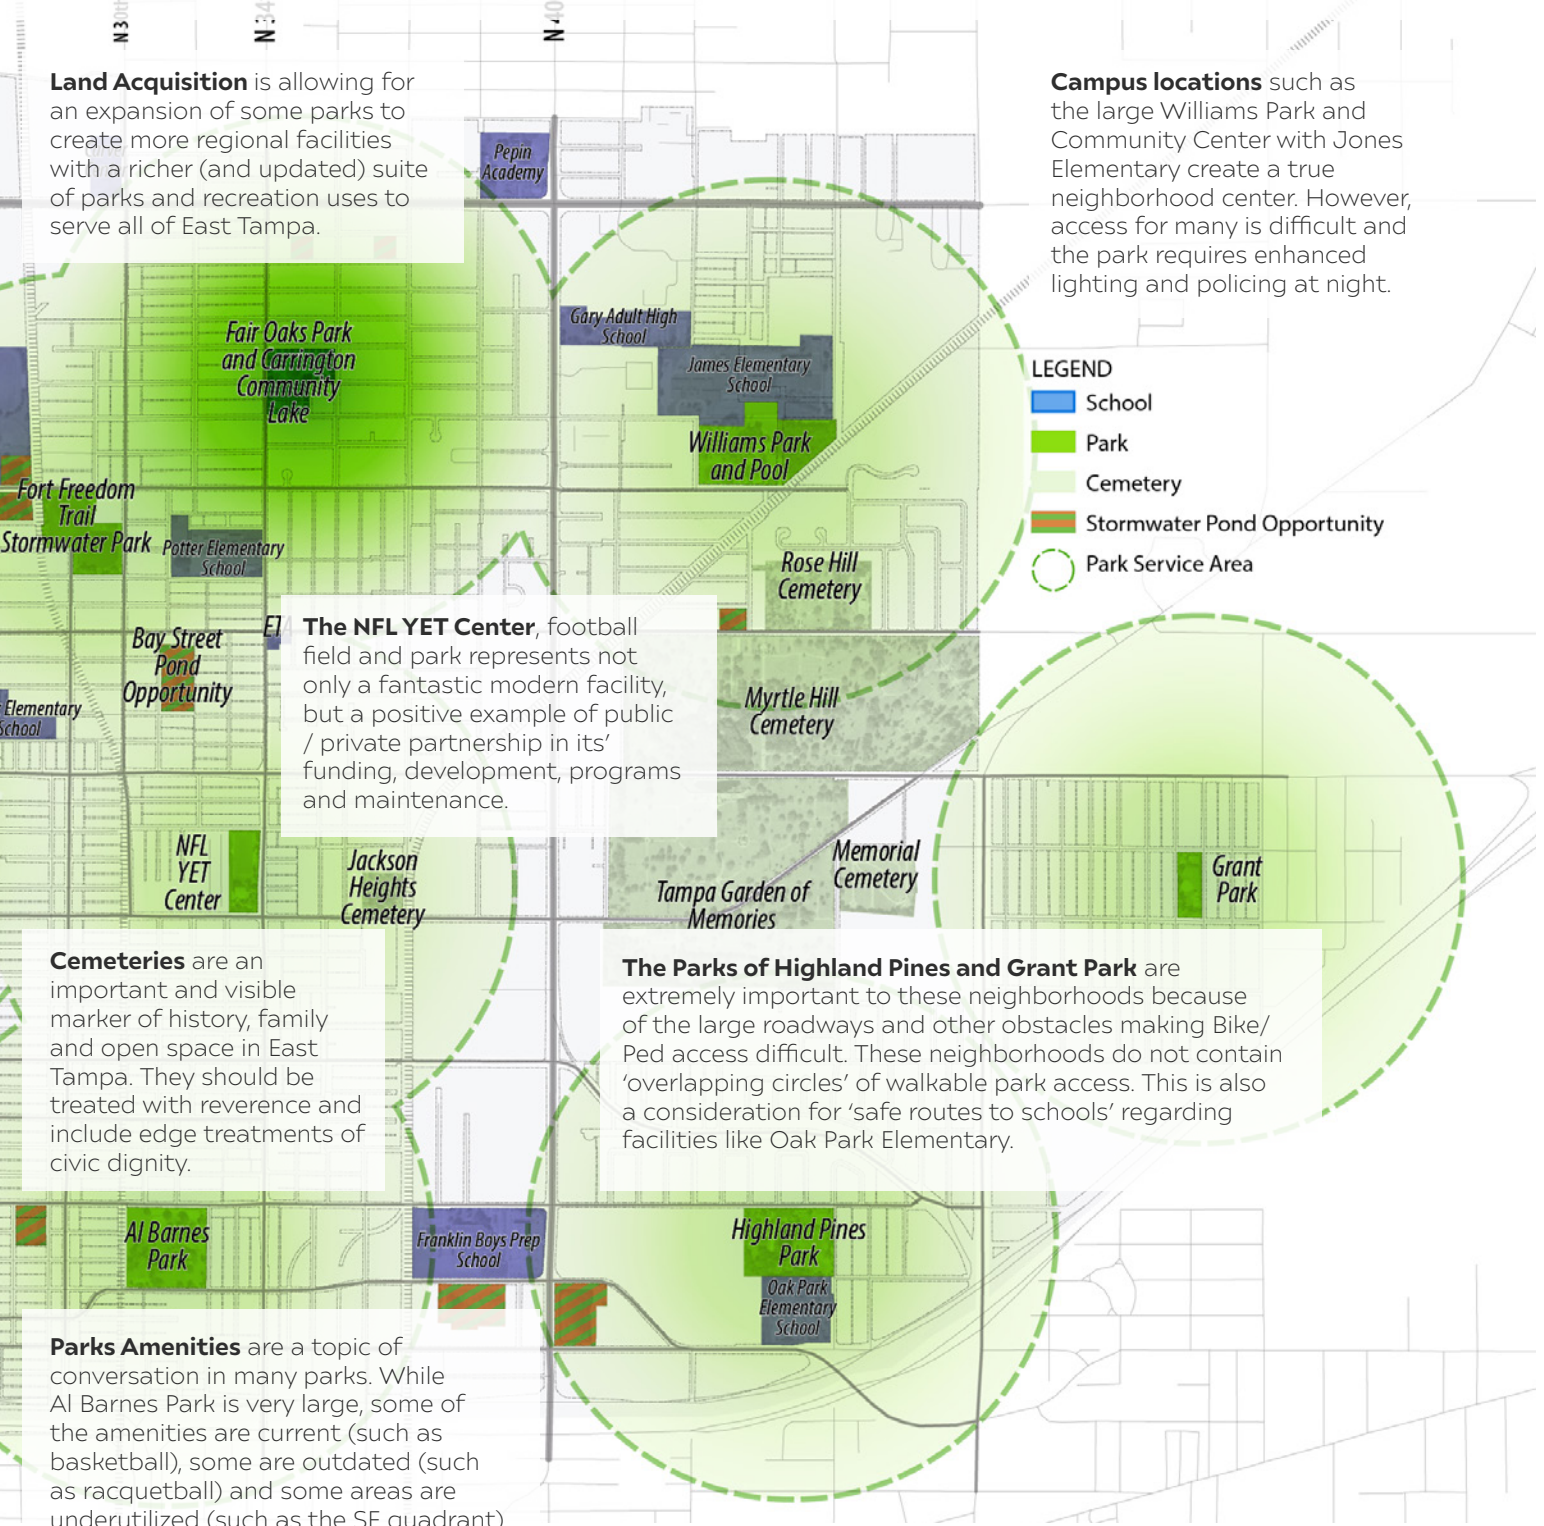 N 30th
N 34
N 40
Land Acquisition is allowing for
an expansion of some parks to
create more regional facilities
with a richer (and updated) suite
of parks and recreation uses to
serve all of East Tampa.
Pepin
Academy
Campus locations such as
the large Williams Park and
Community Center with Jones
Elementary create a true
neighborhood center. However,
access for many is difficult and
the park requires enhanced
lighting and policing at night.
Fair Oaks Park
and Carrington
Community
Lake
Gary Adult High
School
James Elementary
School
Williams Park
and Pool
LEGEND
School
Park
Cemetery
Stormwater Pond Opportunity
Park Service Area
Fort Freedom
Trail
Stormwater Park
Potter Elementary
School
Rose Hill
Cemetery
Bay Street
Pond
Opportunity
Elementary
School
The NFL YET Center, football
field and park represents not
only a fantastic modern facility,
but a positive example of public
/ private partnership in its’
funding, development, programs
and maintenance.
Myrtle Hill
Cemetery
NFL
YET
Center
Jackson
Heights
Cemetery
Tampa Garden of
Memories
Memorial
Cemetery
Grant
Park
Cemeteries are an
important and visible
marker of history, family
and open space in East
Tampa. They should be
treated with reverence and
include edge treatments of
civic dignity.
The Parks of Highland Pines and Grant Park are
extremely important to these neighborhoods because
of the large roadways and other obstacles making Bike/
Ped access difficult. These neighborhoods do not contain
‘overlapping circles’ of walkable park access. This is also
a consideration for ‘safe routes to schools’ regarding
facilities like Oak Park Elementary.
Al Barnes
Park
Franklin Boys Prep
School
Highland Pines
Park
Oak Park
Elementary
School
Parks Amenities are a topic of
conversation in many parks. While
Al Barnes Park is very large, some of
the amenities are current (such as
basketball), some are outdated (such
as racquetball) and some areas are
underutilized (such as the SE quadrant)